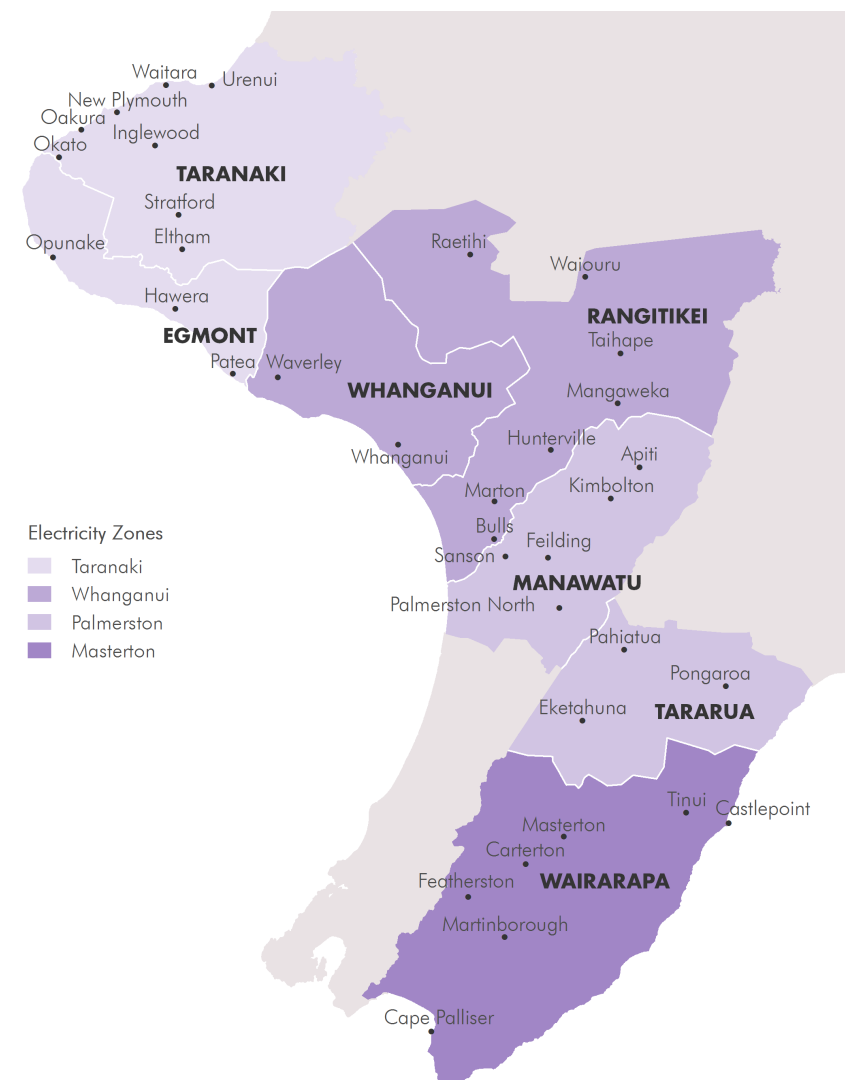 Waitara
Urenui
New Plymouth
Oakura
Inglewood
Okato
TARANAKI
Stratford
Eltham
Opunake
Raetihi
Waiouru
Hawera
RANGITIKEI
EGMONT
Taihape
Patea
Waverley
WHANGANUI
Mangaweka
Hunterville
Whanganui
Apiti
Kimbolton
Marton
Bulls
Electricity Zones
Feilding
Sanson
Taranaki
MANAWATU
Whanganui
Palmerston North
Palmerston
Pahiatua
Masterton
Pongaroa
Eketahuna
TARARUA
Tinui
Castlepoint
Masterton
Carterton
Featherston
WAIRARAPA
Martinborough
Cape Palliser